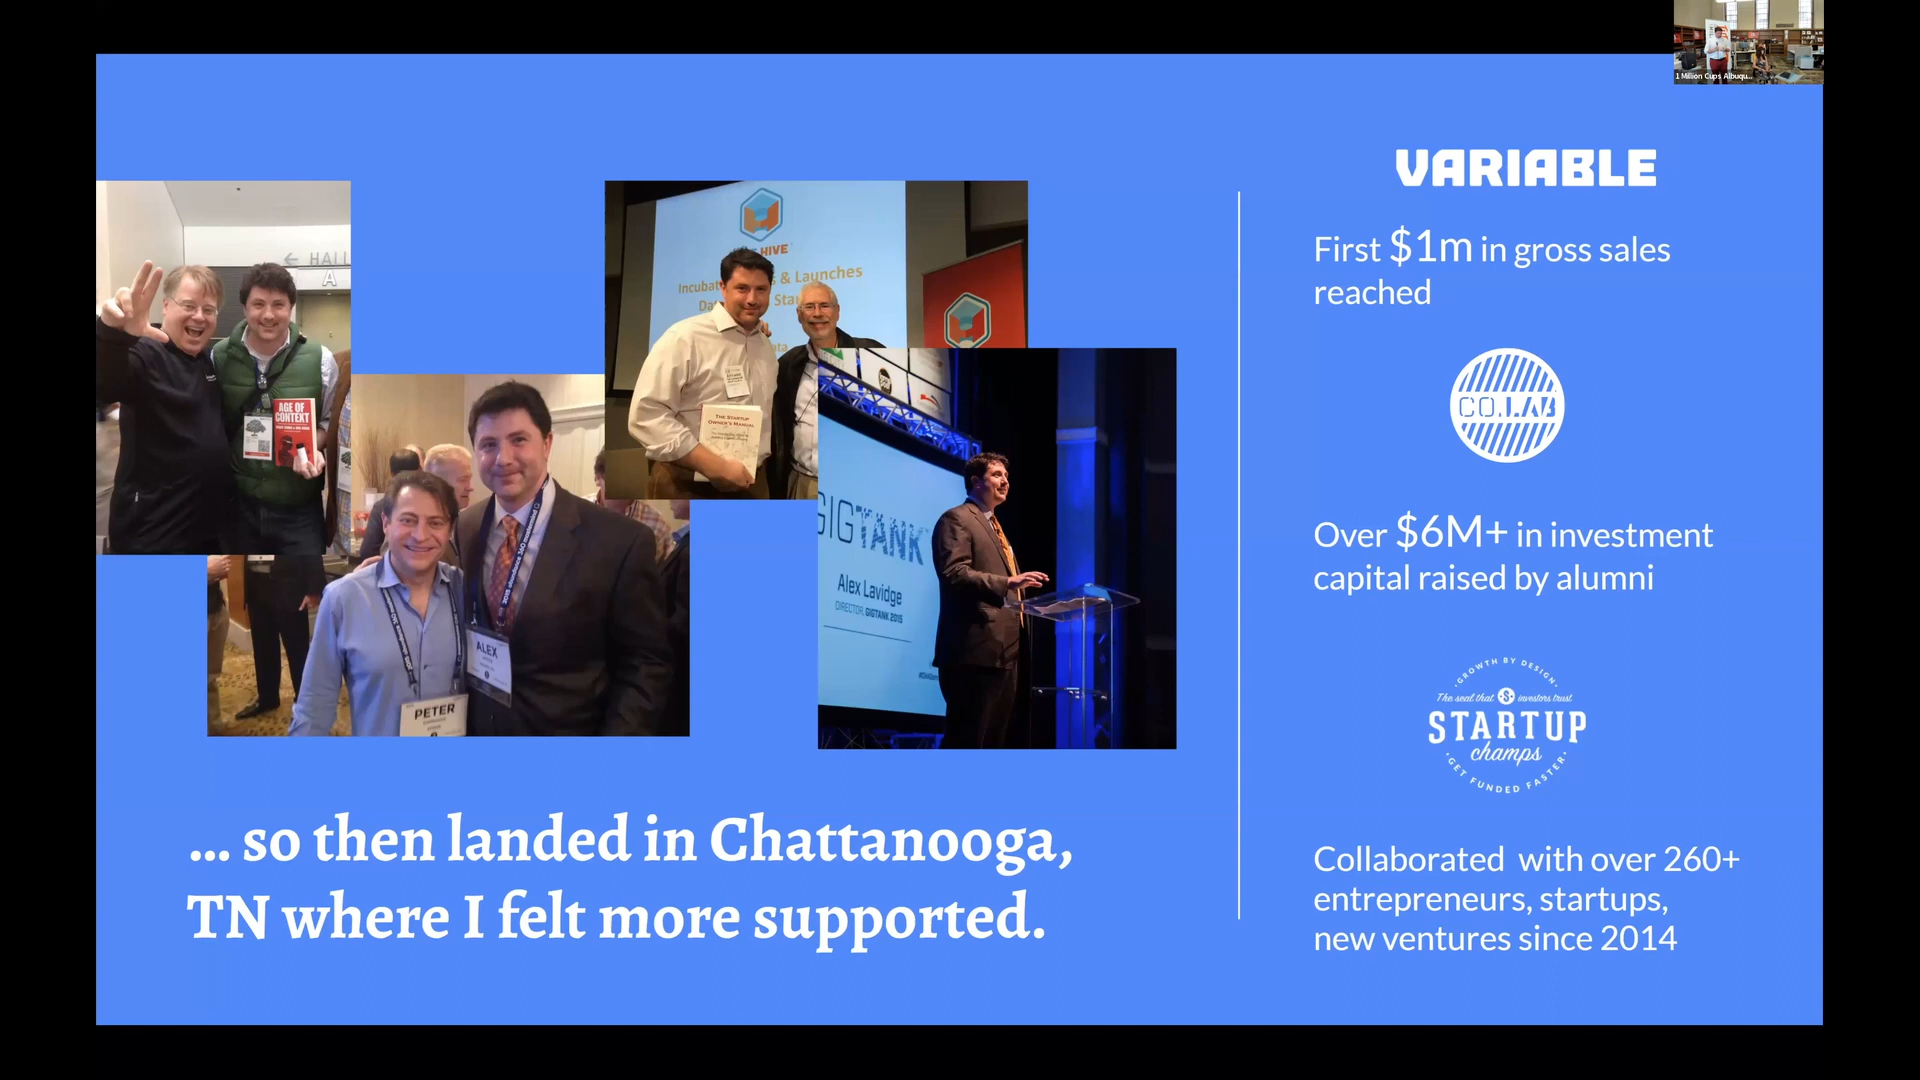 1 Million Cups Albuqu...
VARIABLE
First $1m in gross sales
reached
CO.LAB
Over $6M+ in investment
capital raised by alumni
GROWTH BY DESIGN
The seal that $ investors trust
STARTUP
champs
GET FUNDED FASTER
Collaborated with over 260+
entrepreneurs, startups,
new ventures since 2014
← HALL
A
AGE OF
CONTEXT
HIVE
& Launches
THE STARTUP
OWNER'S MANUAL
ALEX
PETER
GIGTANK
Alex Lavidge
DIRECTOR, GIGTANK 2015
... so then landed in Chattanooga,
TN where I felt more supported.